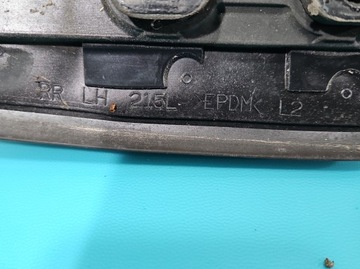 RR LH 215L EPDM L2